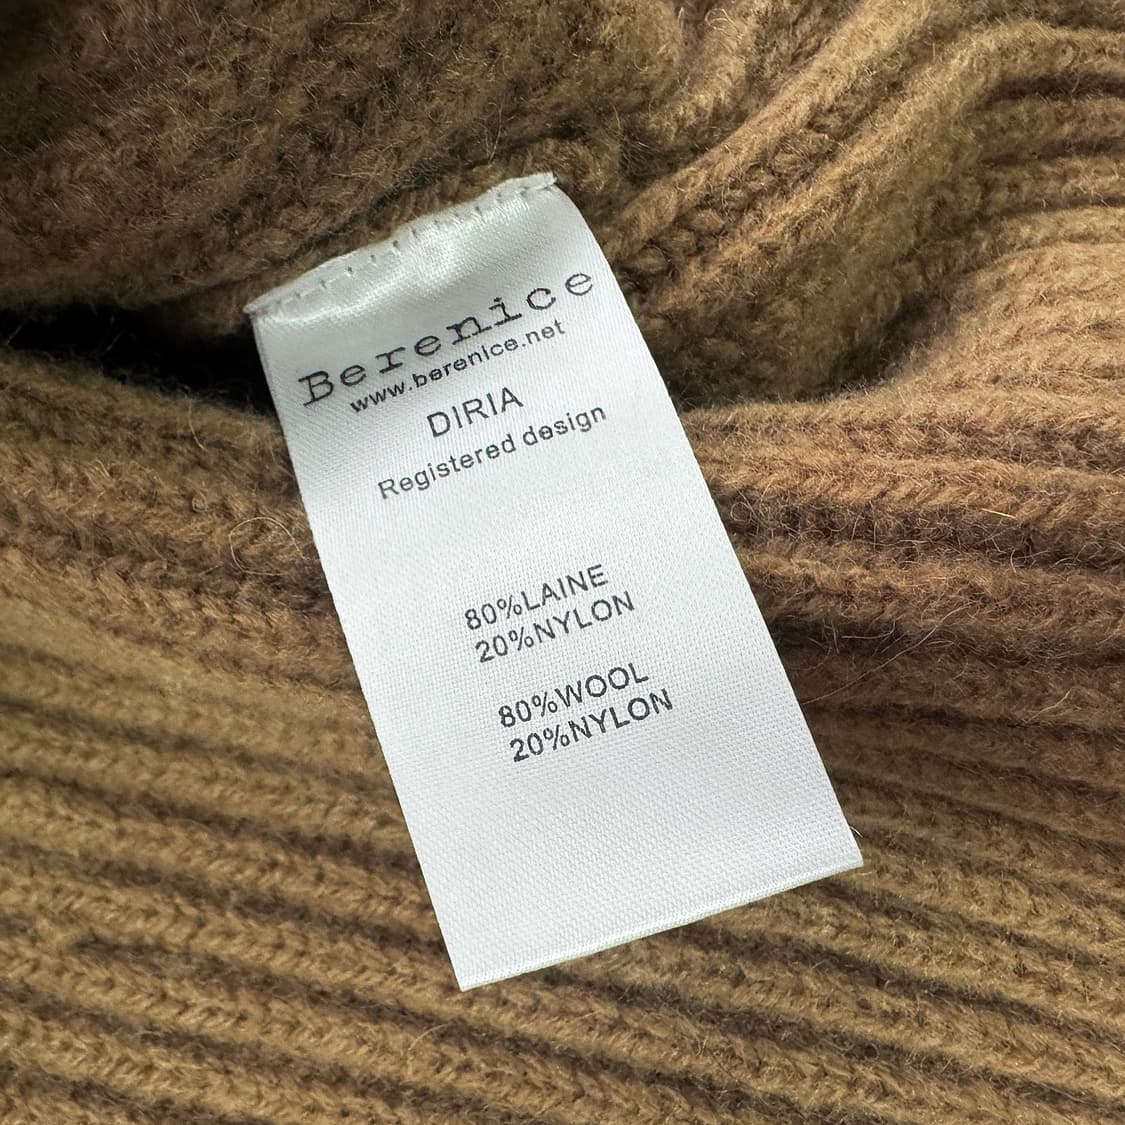 Berenice
www.berenice.net
DIRIA
Registered design
80%LAINE
20%NYLON
80%WOOL
20%NYLON